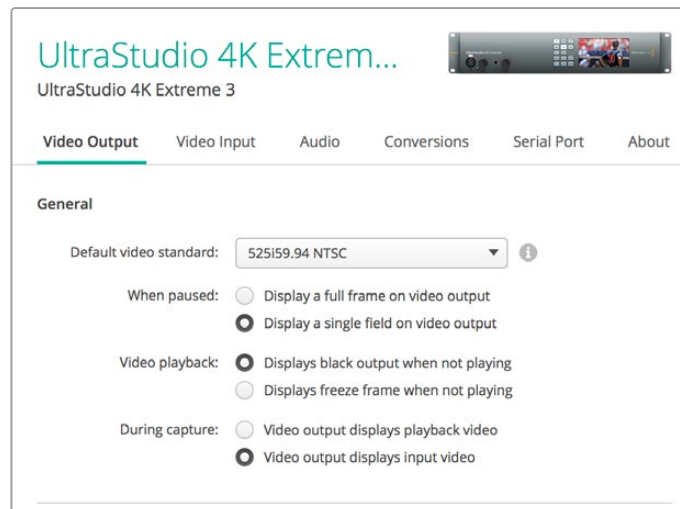 UltraStudio 4K Extrem...
UltraStudio 4K Extreme 3
Video Output Video Input Audio Conversions Serial Port About
General
Default video standard: 525i59.94 NTSC
When paused: Display a full frame on video output
Display a single field on video output
Video playback: Displays black output when not playing
Displays freeze frame when not playing
During capture: Video output displays playback video
Video output displays input video